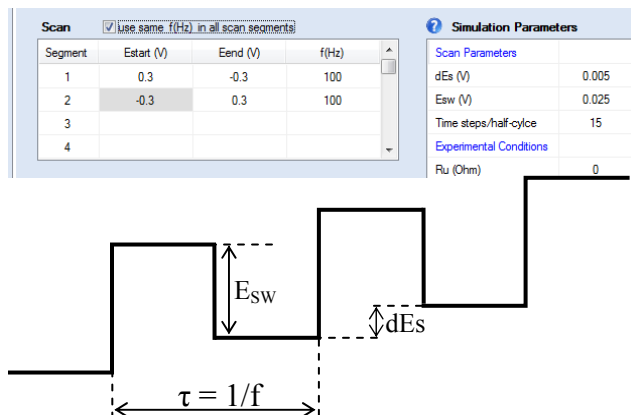 Scan use same f(Hz) in all scan segments
Segment Estart (V) Eend (V) f(Hz)
1 0.3 -0.3 100
2 -0.3 0.3 100
3
4
? Simulation Parameters
Scan Parameters
dEs (V) 0.005
Esw (V) 0.025
Time steps/half-cylce 15
Experimental Conditions
Ru (Ohm) 0
ESW
dEs
τ = 1/f